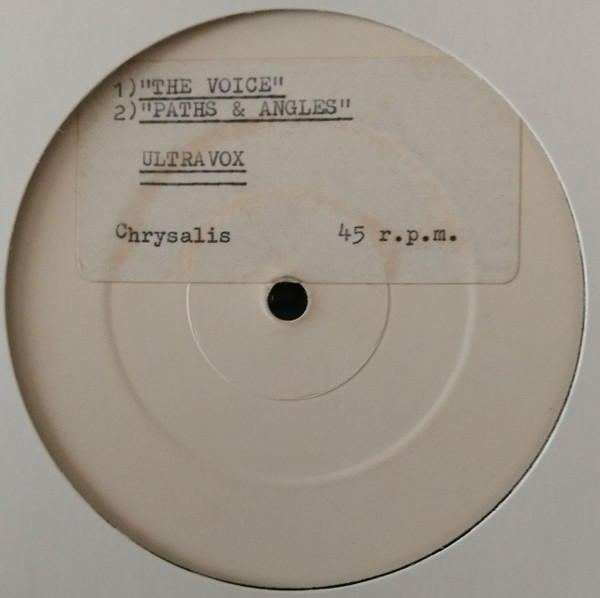 1) "THE VOICE"
2) "PATHS & ANGLES"
ULTRAVOX
Chrysalis 45 r.p.m.